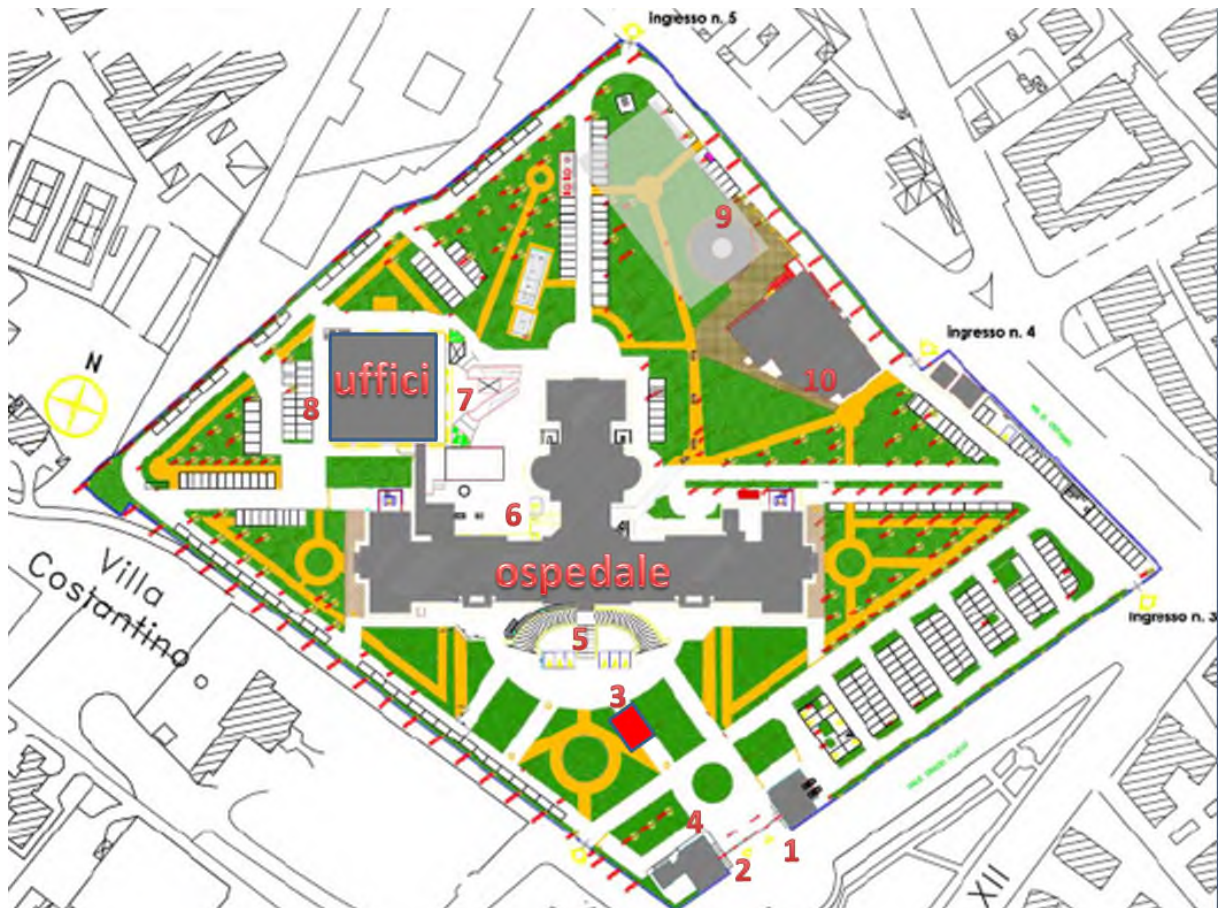 ingresso n. 5
9
ingresso n. 4
N
uffici
7
8
10
6
ospedale
Ingresso n. 3
Villa
Costantino
5
3
4
1
2
XII